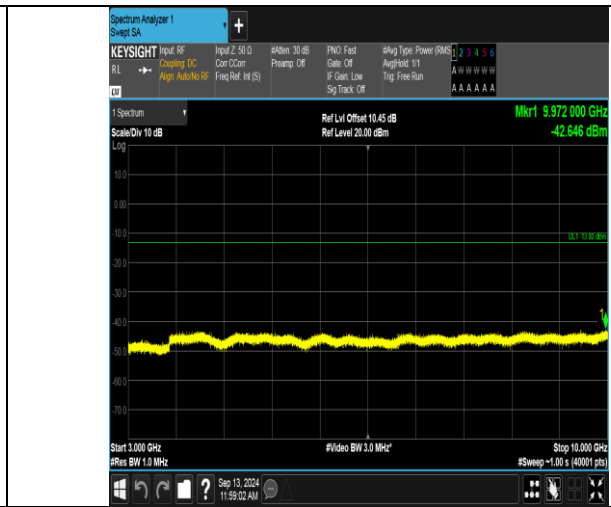 Spectrum Analyzer 1
Swept SA
+
KEYSIGHT
RL
LXI
Input: RF
Coupling: DC
Align: Auto/No RF
Input Z: 50 Ω
Corr CCorr
Freq Ref: Int (S)
#Atten: 30 dB
Preamp: Off
PNO: Fast
Gate: Off
IF Gain: Low
Sig Track: Off
#Avg Type: Power (RMS
Avg|Hold: 1/1
Trig: Free Run
1 2 3 4 5 6
A W W W W W
A A A A A A
1 Spectrum
Scale/Div 10 dB
Ref Lvl Offset 10.45 dB
Ref Level 20.00 dBm
Mkr1 9.972 000 GHz
-42.646 dBm
Log
10.0
0.00
-10.0
DL1 -13.00 dBm
-20.0
-30.0
1
-40.0
-50.0
-60.0
-70.0
Start 3.000 GHz
#Video BW 3.0 MHz*
Stop 10.000 GHz
#Res BW 1.0 MHz
#Sweep ~1.00 s (40001 pts)
?
Sep 13, 2024
11:59:02 AM